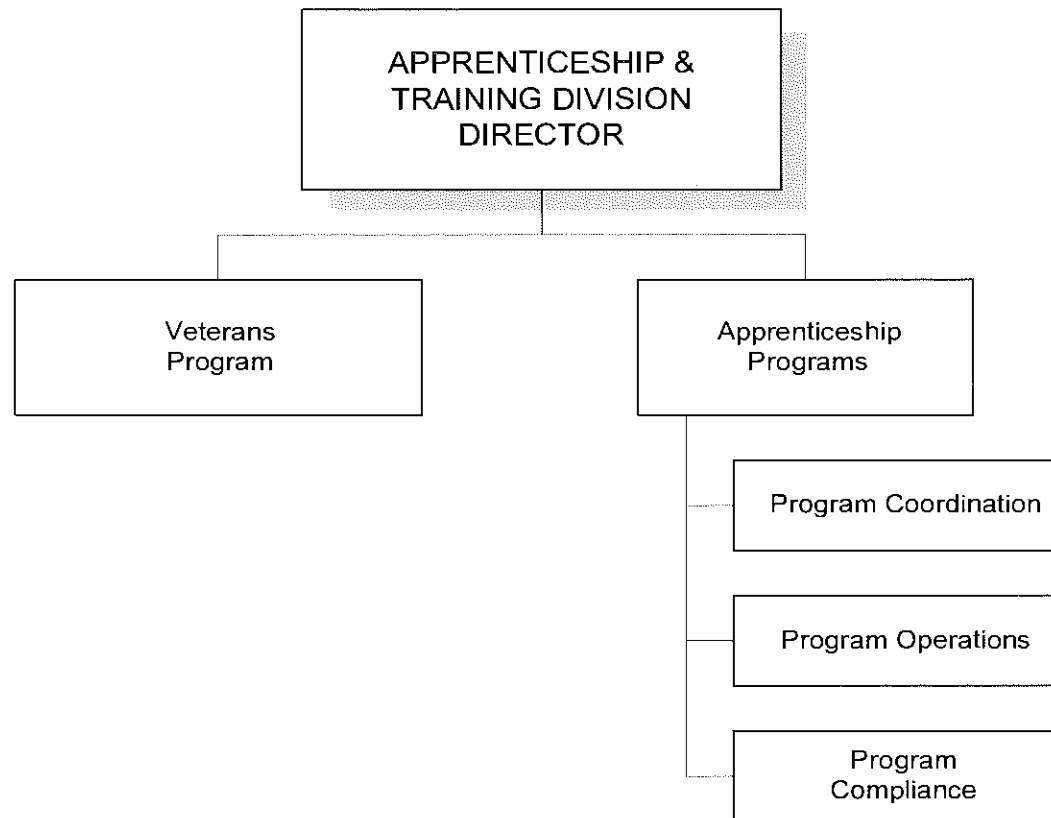 APPRENTICESHIP &
TRAINING DIVISION
DIRECTOR
Veterans
Program
Apprenticeship
Programs
Program Coordination
Program Operations
Program
Compliance